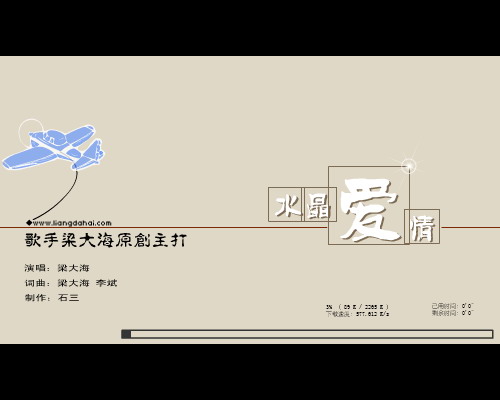 水晶爱情
◆www.liangdahai.com
歌手梁大海原創主打
演唱：梁大海
词曲：梁大海 李斌
制作：石三
3% ( 89 K / 2265 K )
下载速度：577.612 K/s
已用时间：0'0"
剩余时间：0'0"